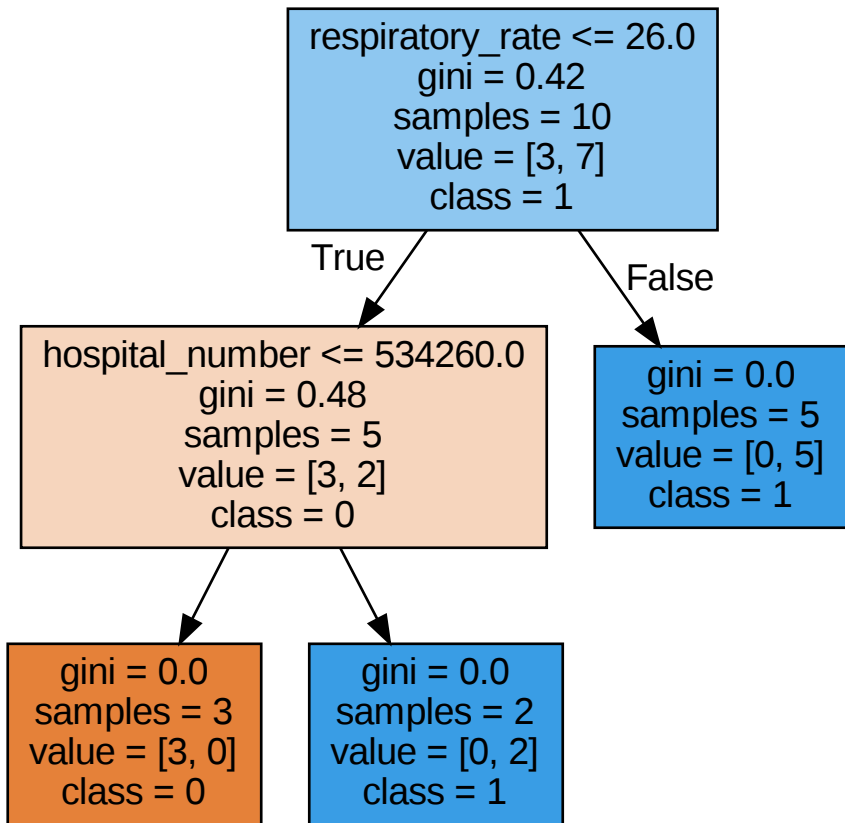 respiratory_rate <= 26.0
gini = 0.42
samples = 10
value = [3, 7]
class = 1
True
False
hospital_number <= 534260.0
gini = 0.48
samples = 5
value = [3, 2]
class = 0
gini = 0.0
samples = 5
value = [0, 5]
class = 1
gini = 0.0
samples = 3
value = [3, 0]
class = 0
gini = 0.0
samples = 2
value = [0, 2]
class = 1